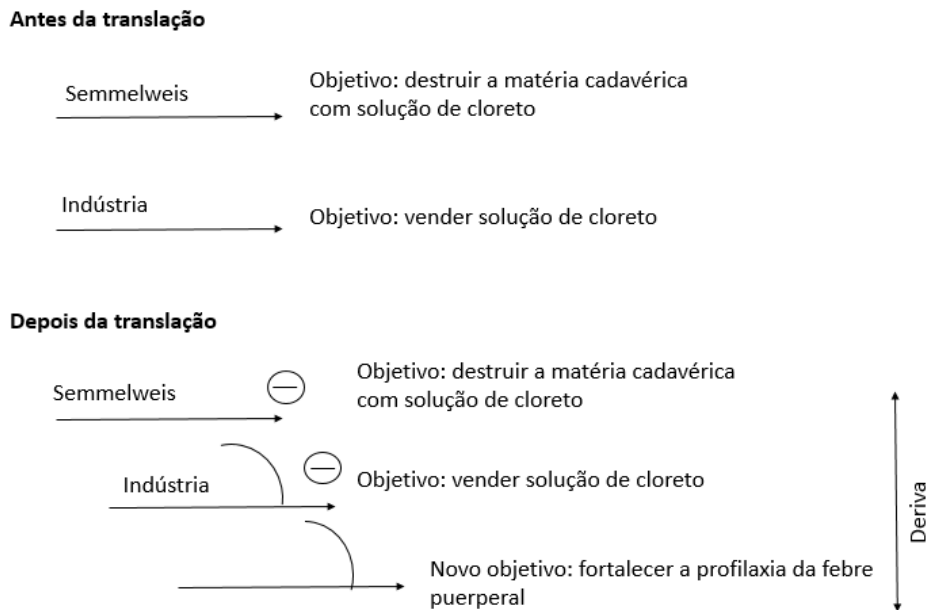 Antes da translação
Semmelweis
Objetivo: destruir a matéria cadavérica
com solução de cloreto
Indústria
Objetivo: vender solução de cloreto
Depois da translação
Semmelweis
Objetivo: destruir a matéria cadavérica
com solução de cloreto
Indústria
Objetivo: vender solução de cloreto
Deriva
Novo objetivo: fortalecer a profilaxia da febre
puerperal